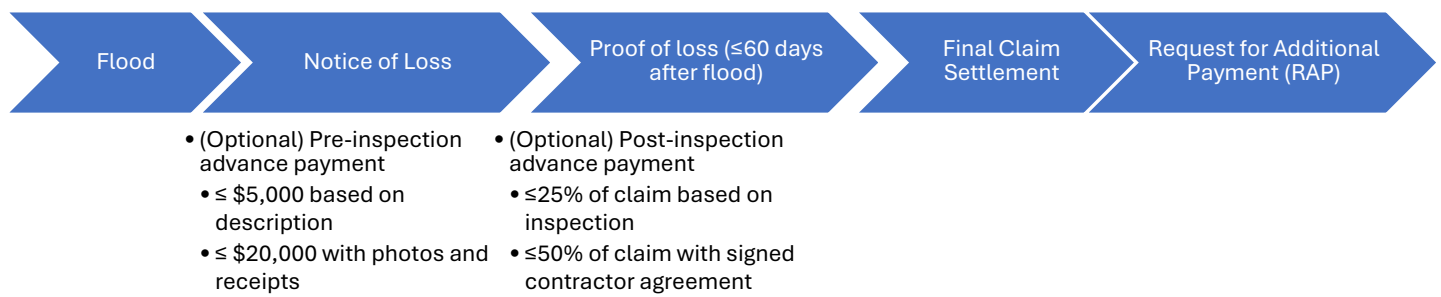 Flood
Notice of Loss
Proof of loss (≤60 days
after flood)
Final Claim
Settlement
Request for Additional
Payment (RAP)
• (Optional) Pre-inspection
advance payment
• ≤ $5,000 based on
description
• ≤ $20,000 with photos and
receipts
• (Optional) Post-inspection
advance payment
• ≤25% of claim based on
inspection
• ≤50% of claim with signed
contractor agreement